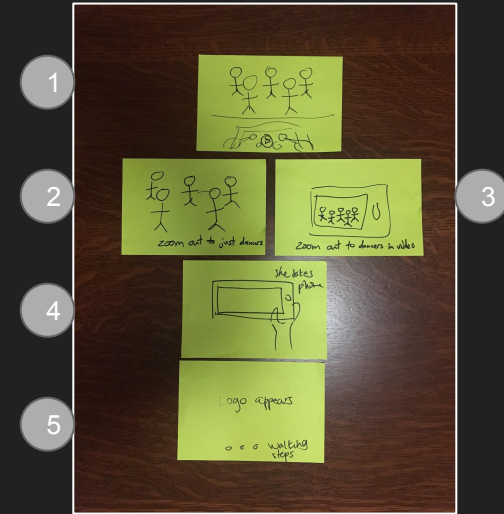 1
2
zoom out to just dancers
3
zoom out to dancers in video
4
she takes
phone
5
Logo appears
walking
steps